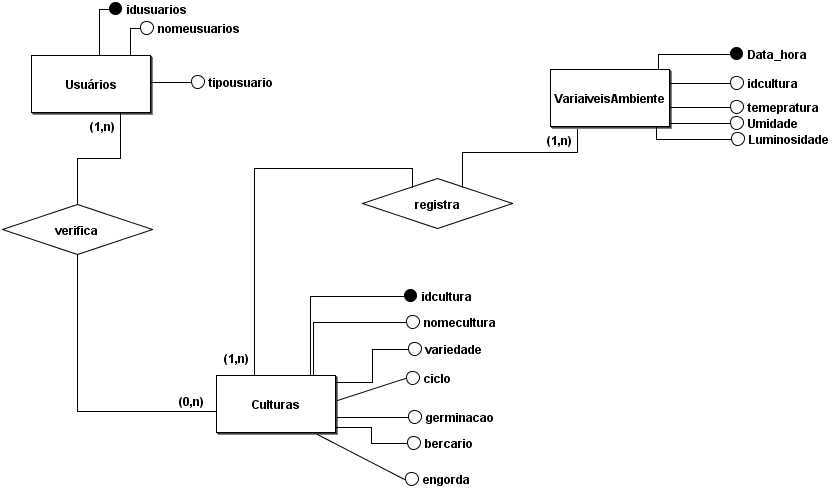 idusuarios
nomeusuarios
Usuários
tipousuario
Data_hora
idcultura
VariaiveisAmbiente
temepratura
Umidade
Luminosidade
(1,n)
(1,n)
registra
verifica
idcultura
nomecultura
(1,n)
variedade
ciclo
(0,n)
Culturas
germinacao
bercario
engorda